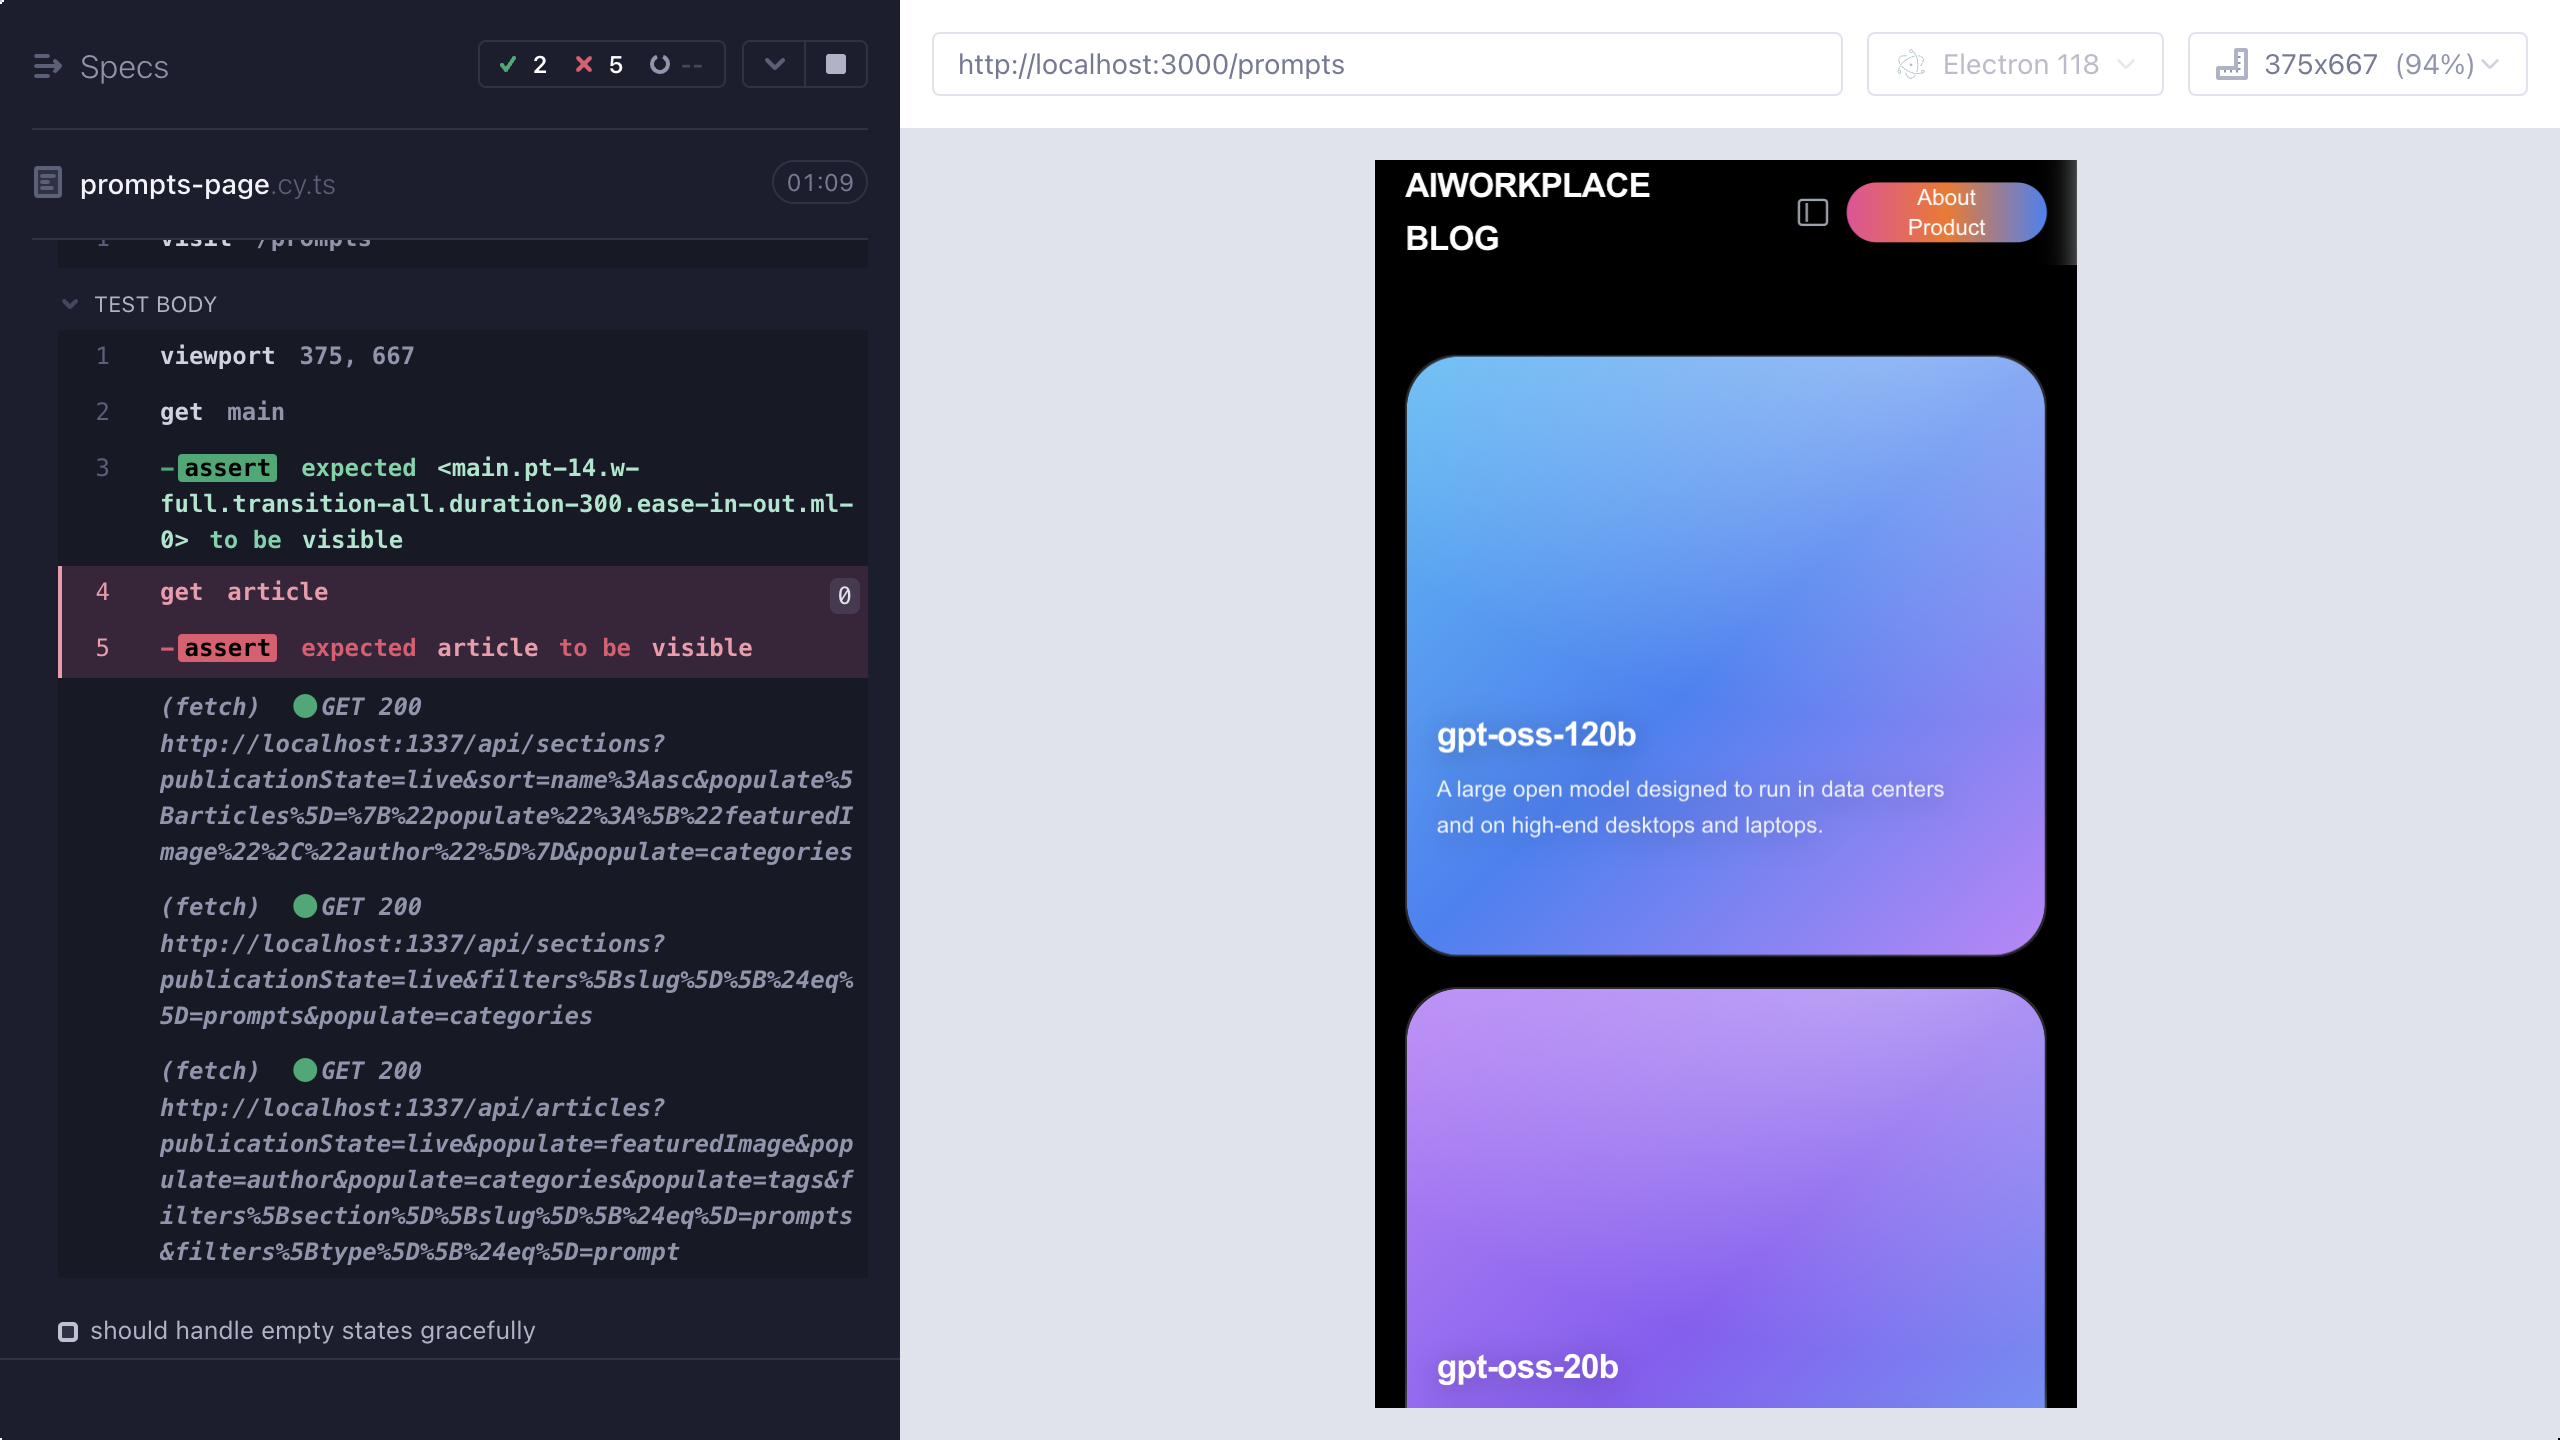 Specs
2
5
--
prompts-page.cy.ts
01:09
1 visit /prompts
TEST BODY
1 viewport 375, 667
2 get main
3 -assert expected <main.pt-14.w-
full.transition-all.duration-300.ease-in-out.ml-
0> to be visible
4 get article 0
5 -assert expected article to be visible
(fetch) GET 200
http://localhost:1337/api/sections?
publicationState=live&sort=name%3Aasc&populate%5
Barticles%5D=%7B%22populate%22%3A%5B%22featuredI
mage%22%2C%22author%22%5D%7D&populate=categories
(fetch) GET 200
http://localhost:1337/api/sections?
publicationState=live&filters%5Bslug%5D%5B%24eq%
5D=prompts&populate=categories
(fetch) GET 200
http://localhost:1337/api/articles?
publicationState=live&populate=featuredImage&pop
ulate=author&populate=categories&populate=tags&f
ilters%5Bsection%5D%5Bslug%5D%5B%24eq%5D=prompts
&filters%5Btype%5D%5B%24eq%5D=prompt
should handle empty states gracefully
http://localhost:3000/prompts
Electron 118
375x667 (94%)
AIWORKPLACE
BLOG
About
Product
gpt-oss-120b
A large open model designed to run in data centers
and on high-end desktops and laptops.
gpt-oss-20b